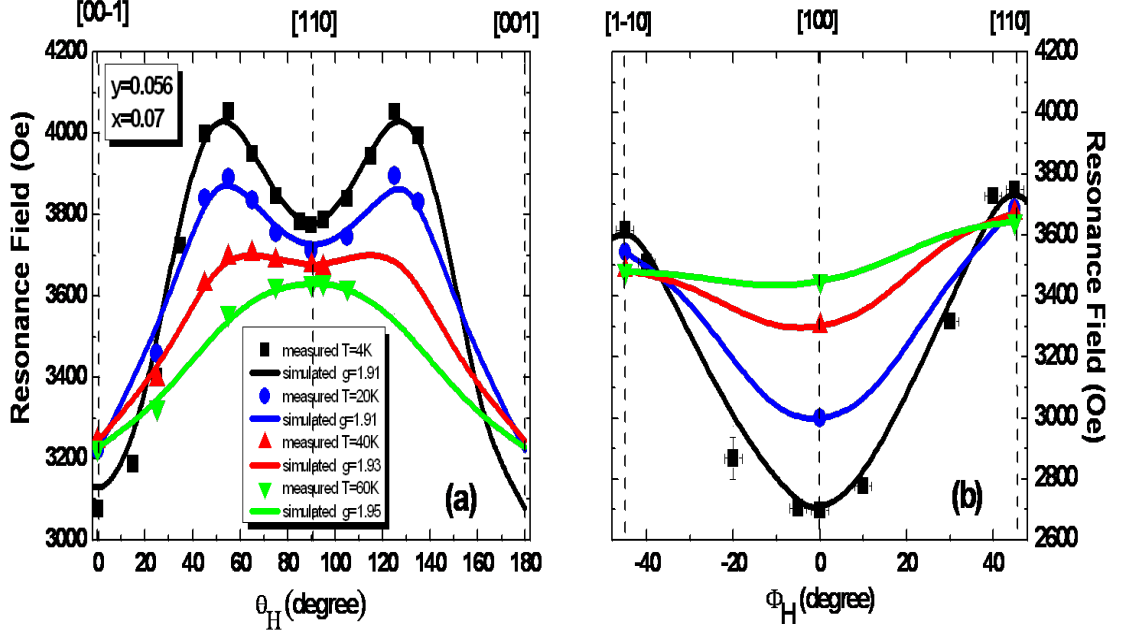 [00-1] [110] [001]
4200
4000
3800
3600
3400
3200
3000
Resonance Field (Oe)
y=0.056
x=0.07
measured T=4K
simulated g=1.91
measured T=20K
simulated g=1.91
measured T=40K
simulated g=1.93
measured T=60K
simulated g=1.95
(a)
0 20 40 60 80 100 120 140 160 180
θH (degree)
[1-10] [100] [110]
4200
4000
3800
3600
3400
3200
3000
2800
2600
Resonance Field (Oe)
(b)
-40 -20 0 20 40
ΦH (degree)